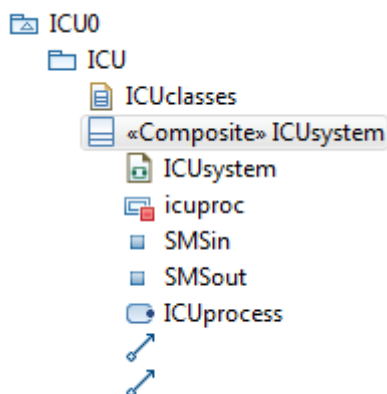 ICU0
ICU
ICUclasses
«Composite» ICUsystem
ICUsystem
icuproc
SMSin
SMSout
ICUprocess